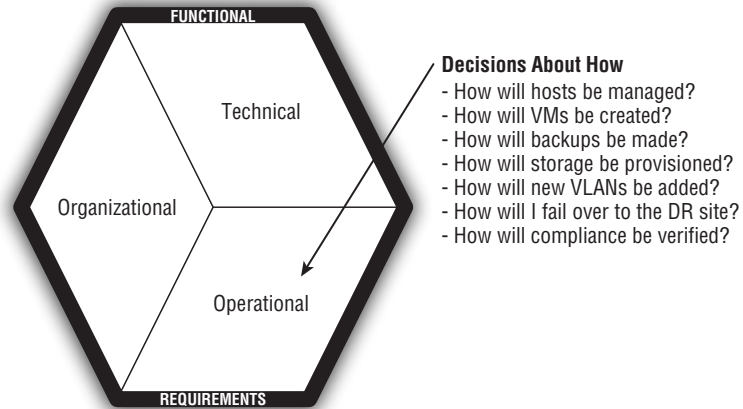 FUNCTIONAL
Technical
Organizational
Operational
REQUIREMENTS
Decisions About How
- How will hosts be managed?
- How will VMs be created?
- How will backups be made?
- How will storage be provisioned?
- How will new VLANs be added?
- How will I fail over to the DR site?
- How will compliance be verified?